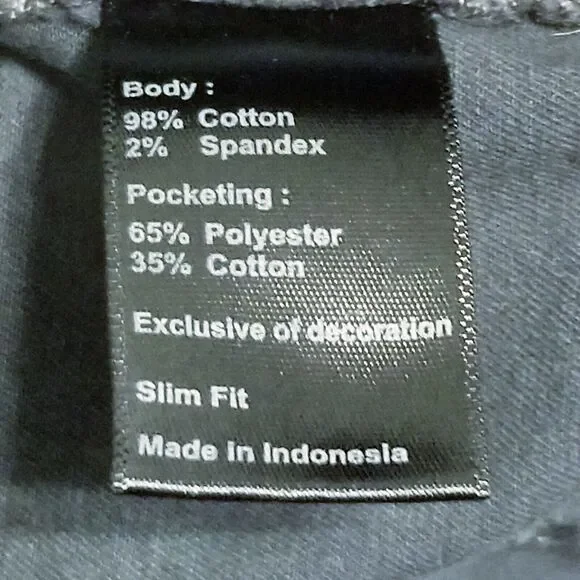 Body :
98% Cotton
2% Spandex
Pocketing :
65% Polyester
35% Cotton
Exclusive of decoration
Slim Fit
Made in Indonesia